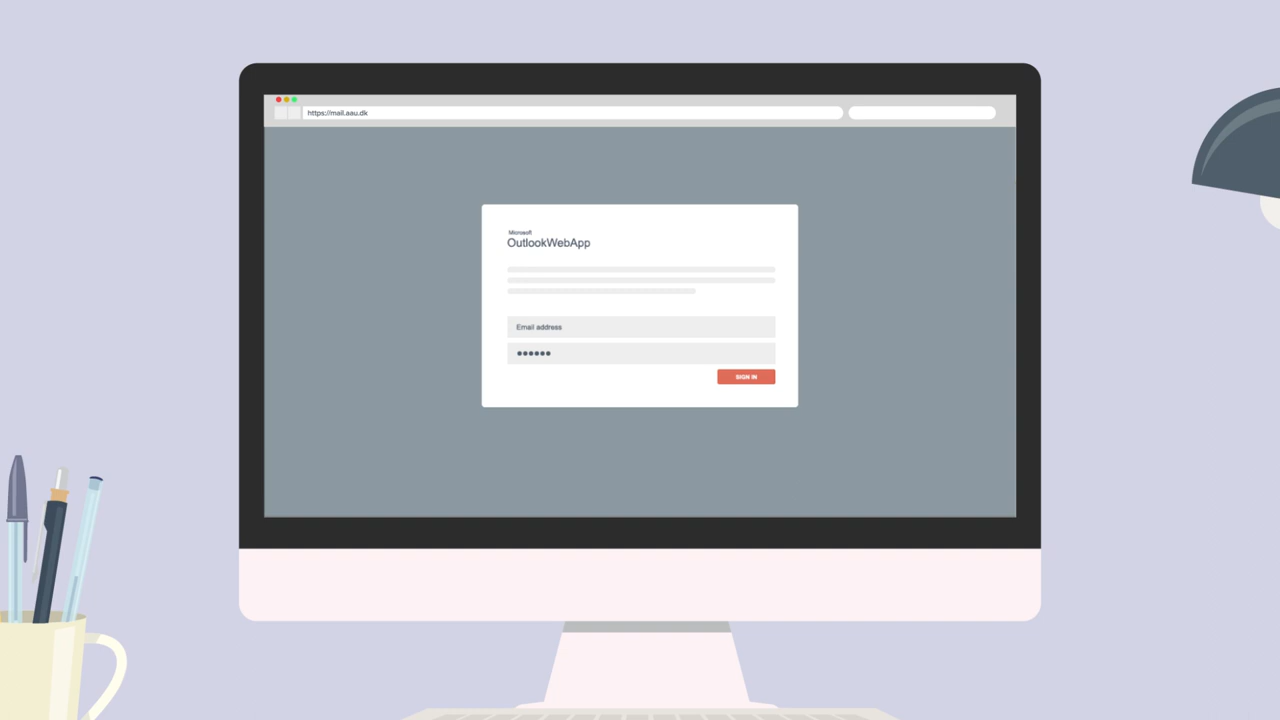 https://mail.aau.dk
Microsoft
OutlookWebApp
Email address
SIGN IN